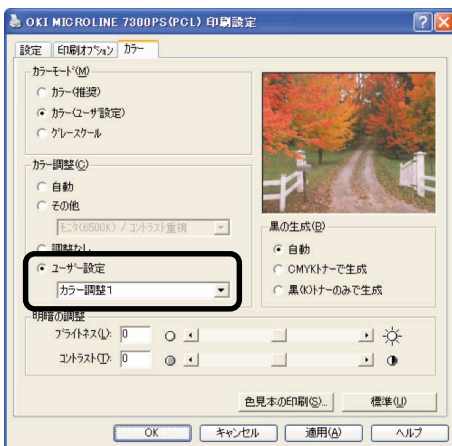 OKI MICROLINE 7300PS(PCL) 印刷設定
設定 印刷オプション カラー
カラーモード(M)
カラー(推奨)
カラー(ユーザ設定)
グレースケール
カラー調整(C)
自動
その他
モニタ(6500K) / コントラスト重視
調整なし
ユーザー設定
カラー調整1
黒の生成(B)
自動
CMYKトナーで生成
黒(K)トナーのみで生成
明暗の調整
ブライトネス(L): 0
コントラスト(T): 0
色見本の印刷(S)... 標準(U)
OK キャンセル 適用(A) ヘルプ